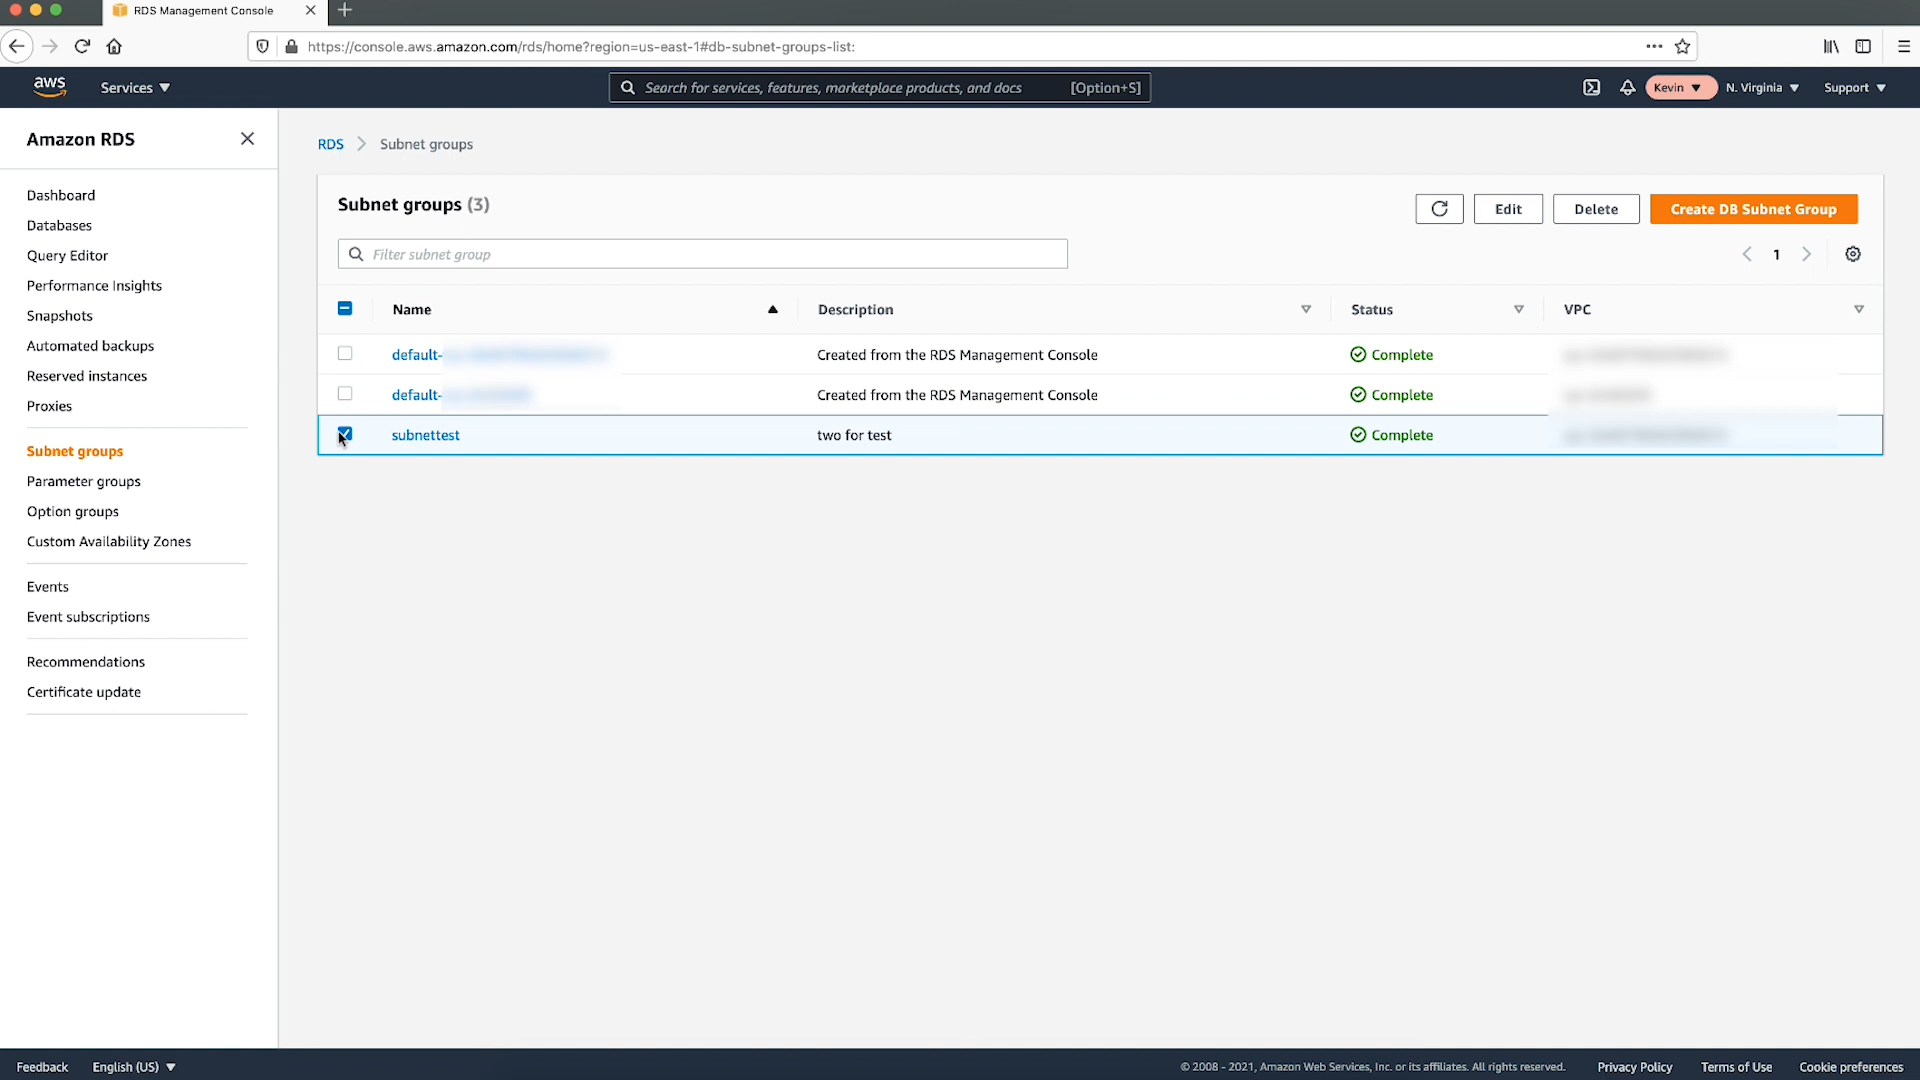 RDS Management Console
https://console.aws.amazon.com/rds/home?region=us-east-1#db-subnet-groups-list:
aws
Services
Search for services, features, marketplace products, and docs [Option+S]
Kevin
N. Virginia
Support
Amazon RDS
Dashboard
Databases
Query Editor
Performance Insights
Snapshots
Automated backups
Reserved instances
Proxies
Subnet groups
Parameter groups
Option groups
Custom Availability Zones
Events
Event subscriptions
Recommendations
Certificate update
RDS Subnet groups
Subnet groups (3)
Edit
Delete
Create DB Subnet Group
Filter subnet group
1
Name Description Status VPC
default- Created from the RDS Management Console Complete
default- Created from the RDS Management Console Complete
subnettest two for test Complete
Feedback
English (US)
© 2008 - 2021, Amazon Web Services, Inc. or its affiliates. All rights reserved.
Privacy Policy
Terms of Use
Cookie preferences